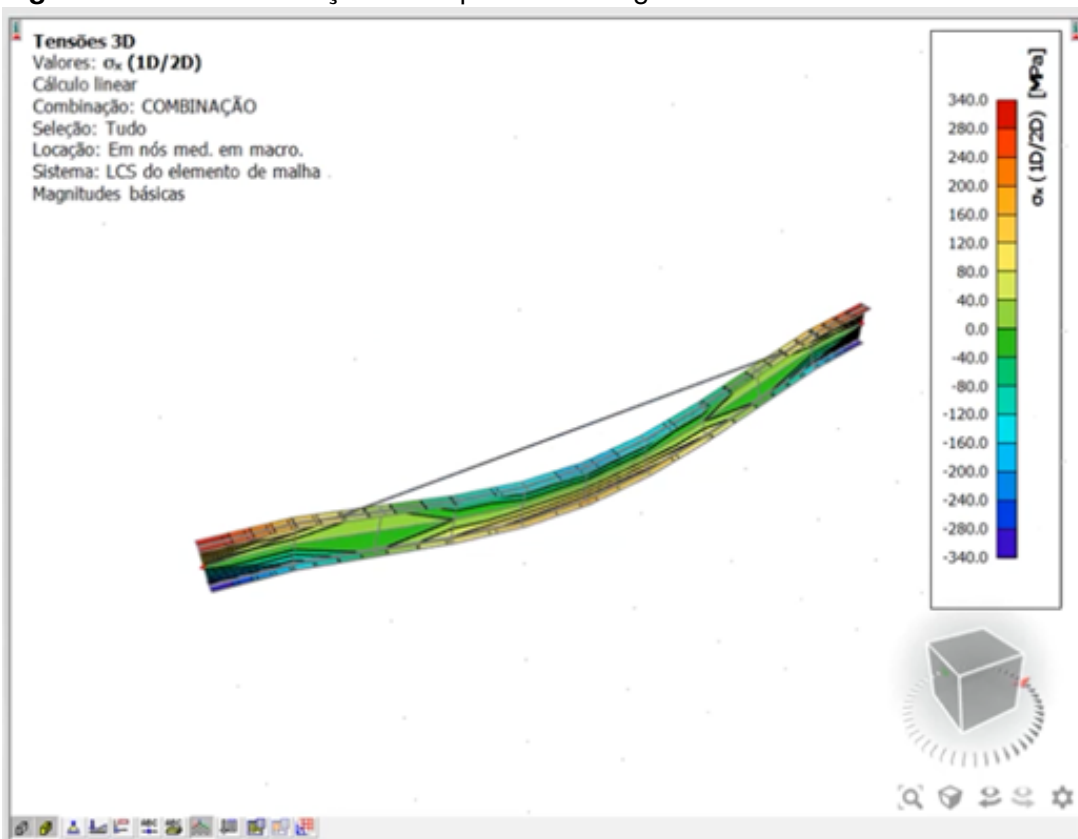 Tensões 3D
Valores: σₓ (1D/2D)
Cálculo linear
Combinação: COMBINAÇÃO
Seleção: Tudo
Locação: Em nós med. em macro.
Sistema: LCS do elemento de malha
Magnitudes básicas
σₓ (1D/2D) [MPa]
340.0
280.0
240.0
200.0
160.0
120.0
80.0
40.0
0.0
-40.0
-80.0
-120.0
-160.0
-200.0
-240.0
-280.0
-340.0